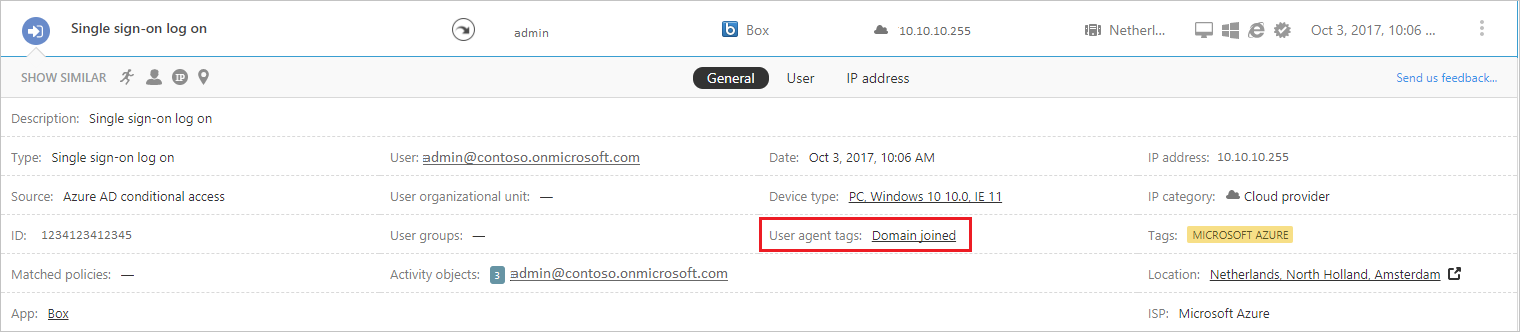 Single sign-on log on admin Box 10.10.10.255 Netherl... Oct 3, 2017, 10:06 ...
SHOW SIMILAR IP General User IP address Send us feedback...
Description: Single sign-on log on
Type: Single sign-on log on User: admin@contoso.onmicrosoft.com Date: Oct 3, 2017, 10:06 AM IP address: 10.10.10.255
Source: Azure AD conditional access User organizational unit: — Device type: PC, Windows 10 10.0, IE 11 IP category: Cloud provider
ID: 1234123412345 User groups: — User agent tags: Domain joined Tags: MICROSOFT AZURE
Matched policies: — Activity objects: 3 admin@contoso.onmicrosoft.com Location: Netherlands, North Holland, Amsterdam
App: Box ISP: Microsoft Azure